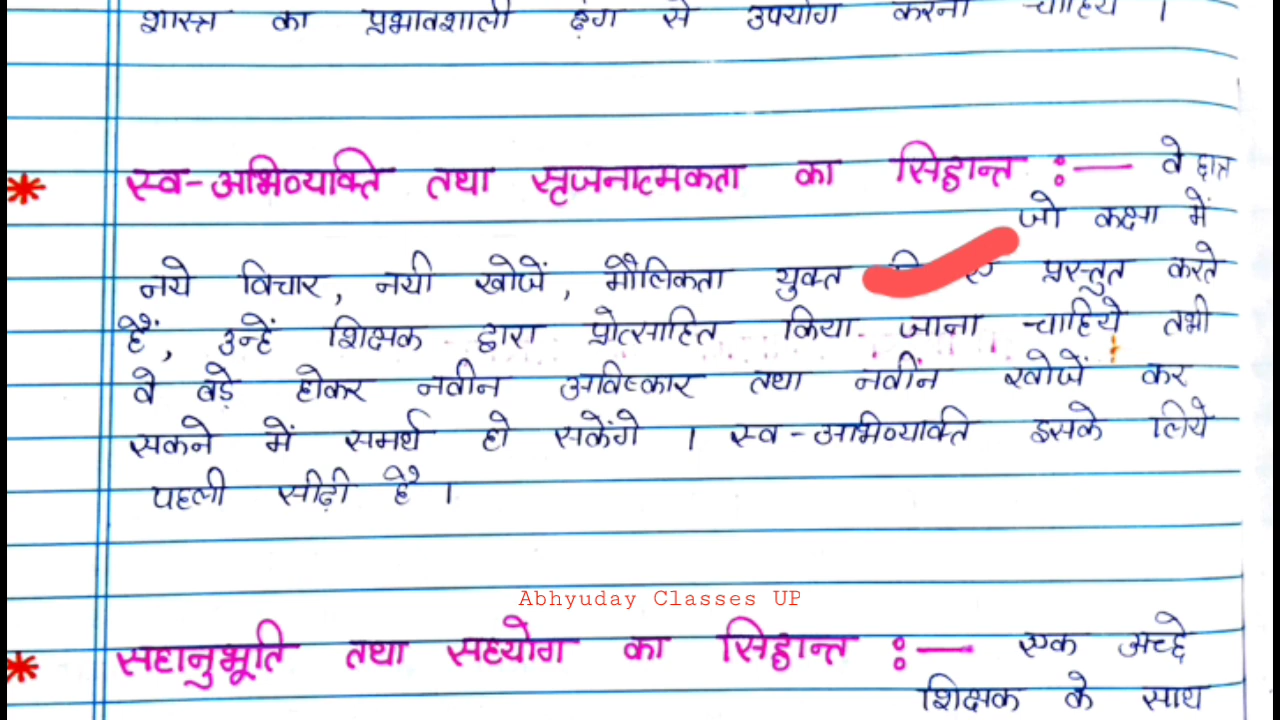 शास्त्र का प्रभावशाली ढंग से उपयोग करना चाहिये ।
स्व-अभिव्यक्ति तथा सृजनात्मकता का सिद्धान्त :— वे छात्र
जो कक्षा में
नये विचार, नयी खोजें, मौलिकता युक्त प्रस्तुत करते
हैं, उन्हें शिक्षक द्वारा प्रोत्साहित किया जाना चाहिये तभी
वे बड़े होकर नवीन आविष्कार तथा नवीन खोजें कर
सकने में समर्थ हो सकेंगे । स्व-अभिव्यक्ति इसके लिये
पहली सीढ़ी है ।
Abhyuday Classes UP
सहानुभूति तथा सहयोग का सिद्धान्त :— एक अच्छे
शिक्षक के साथ